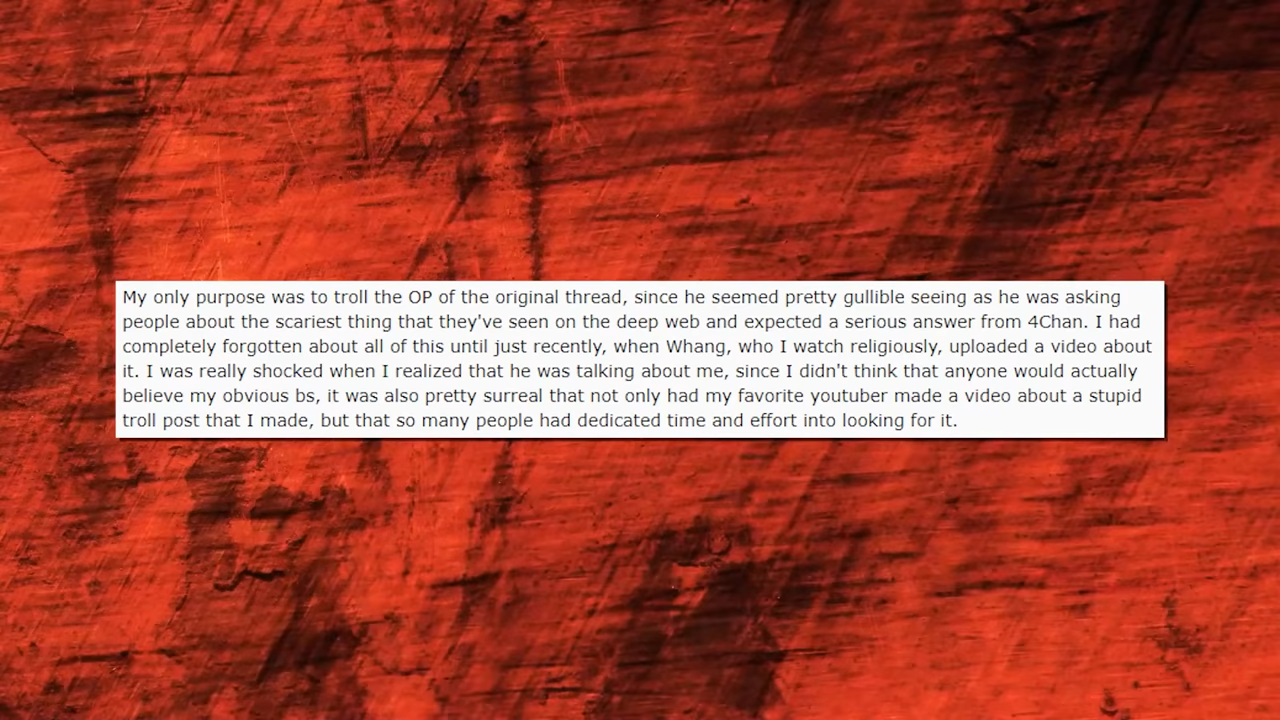 My only purpose was to troll the OP of the original thread, since he seemed pretty gullible seeing as he was asking
people about the scariest thing that they've seen on the deep web and expected a serious answer from 4Chan. I had
completely forgotten about all of this until just recently, when Whang, who I watch religiously, uploaded a video about
it. I was really shocked when I realized that he was talking about me, since I didn't think that anyone would actually
believe my obvious bs, it was also pretty surreal that not only had my favorite youtuber made a video about a stupid
troll post that I made, but that so many people had dedicated time and effort into looking for it.